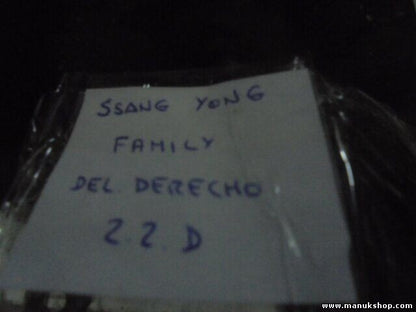 SSANG YONG
FAMILY
DEL. DERECHO
2.2.D
www.manukshop.com